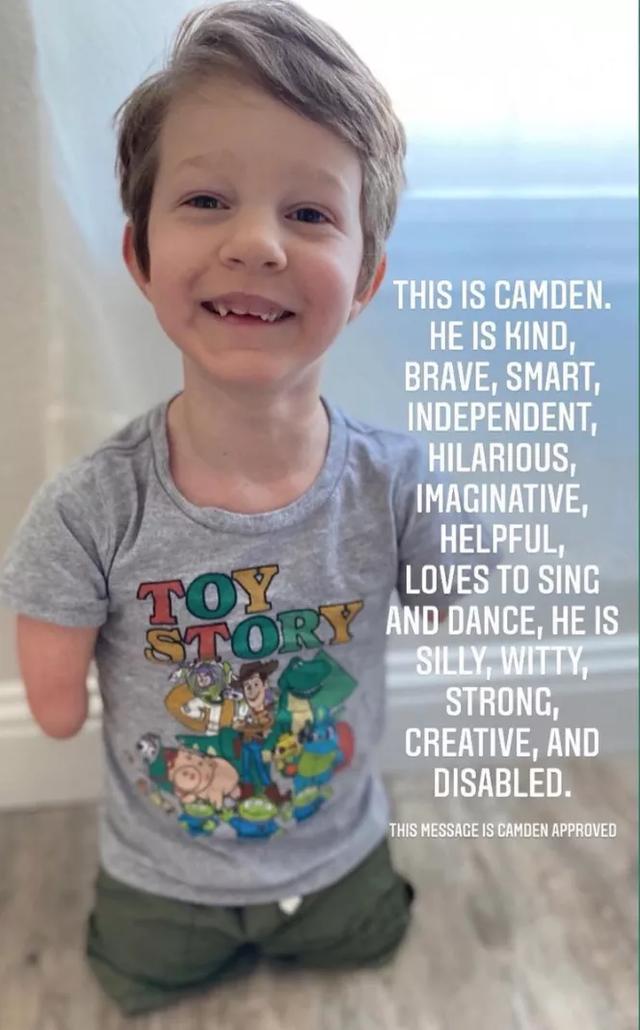 THIS IS CAMDEN.
HE IS KIND,
BRAVE, SMART,
INDEPENDENT,
HILARIOUS,
IMAGINATIVE,
HELPFUL,
LOVES TO SING
AND DANCE, HE IS
SILLY, WITTY,
STRONG,
CREATIVE, AND
DISABLED.
THIS MESSAGE IS CAMDEN APPROVED
TOY
STORY